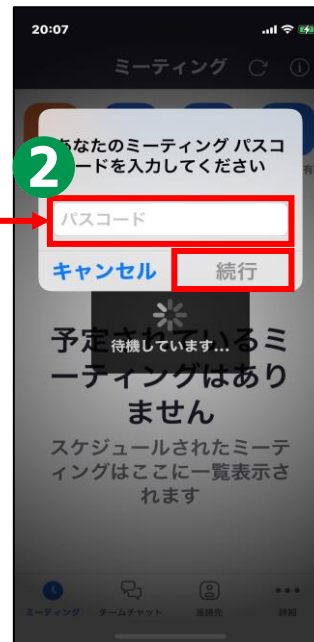 20:07
ミーティング
有
あなたのミーティング パスコ
ードを入力してください
2
パスコード
キャンセル
続行
待機しています...
予定されているミ
ーティングはあり
ません
スケジュールされたミーテ
ィングはここに一覧表示さ
れます
ミーティング
チームチャット
連絡先
詳細